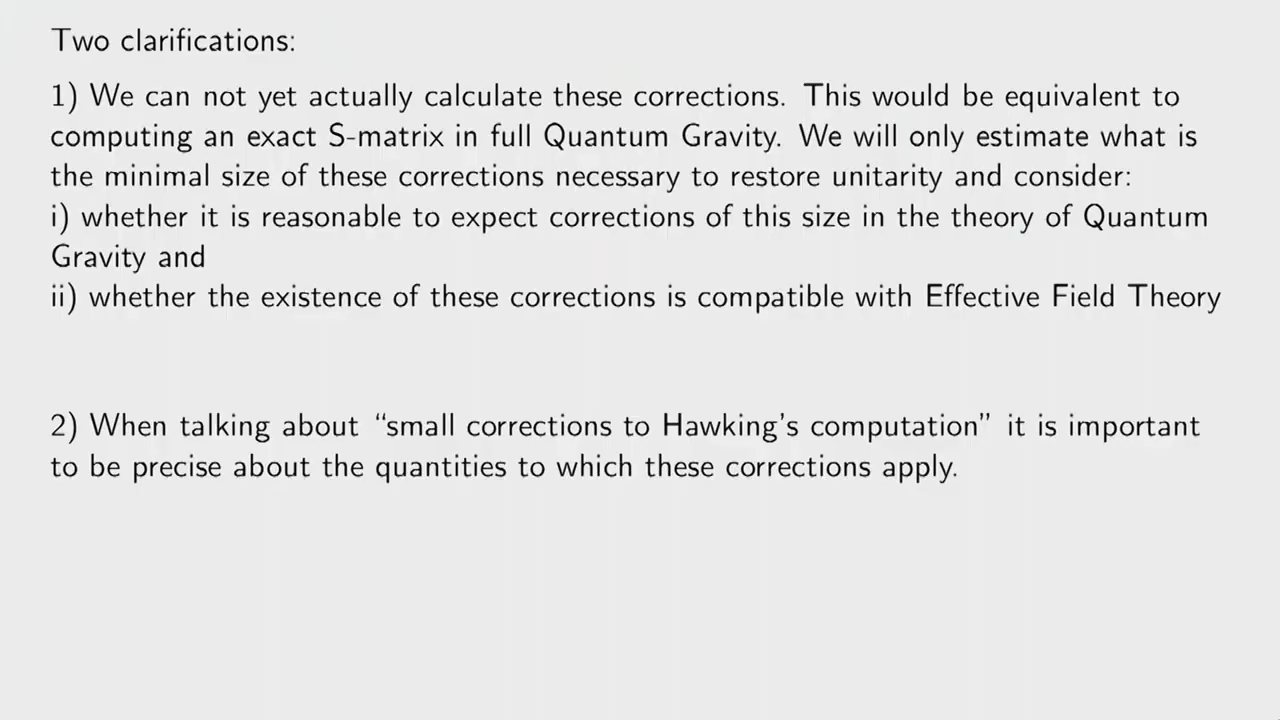 Two clarifications:
1) We can not yet actually calculate these corrections. This would be equivalent to
computing an exact S-matrix in full Quantum Gravity. We will only estimate what is
the minimal size of these corrections necessary to restore unitarity and consider:
i) whether it is reasonable to expect corrections of this size in the theory of Quantum
Gravity and
ii) whether the existence of these corrections is compatible with Effective Field Theory
2) When talking about “small corrections to Hawking’s computation” it is important
to be precise about the quantities to which these corrections apply.